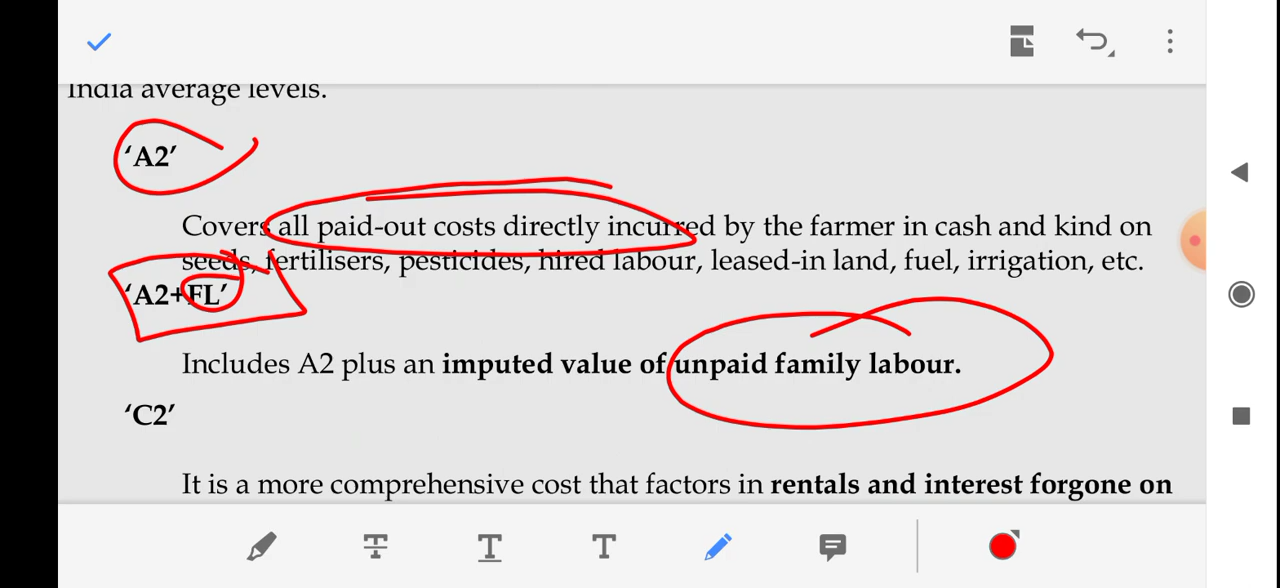 India average levels.
‘A2’
Covers all paid-out costs directly incurred by the farmer in cash and kind on
seeds, fertilisers, pesticides, hired labour, leased-in land, fuel, irrigation, etc.
‘A2+FL’
Includes A2 plus an imputed value of unpaid family labour.
‘C2’
It is a more comprehensive cost that factors in rentals and interest forgone on